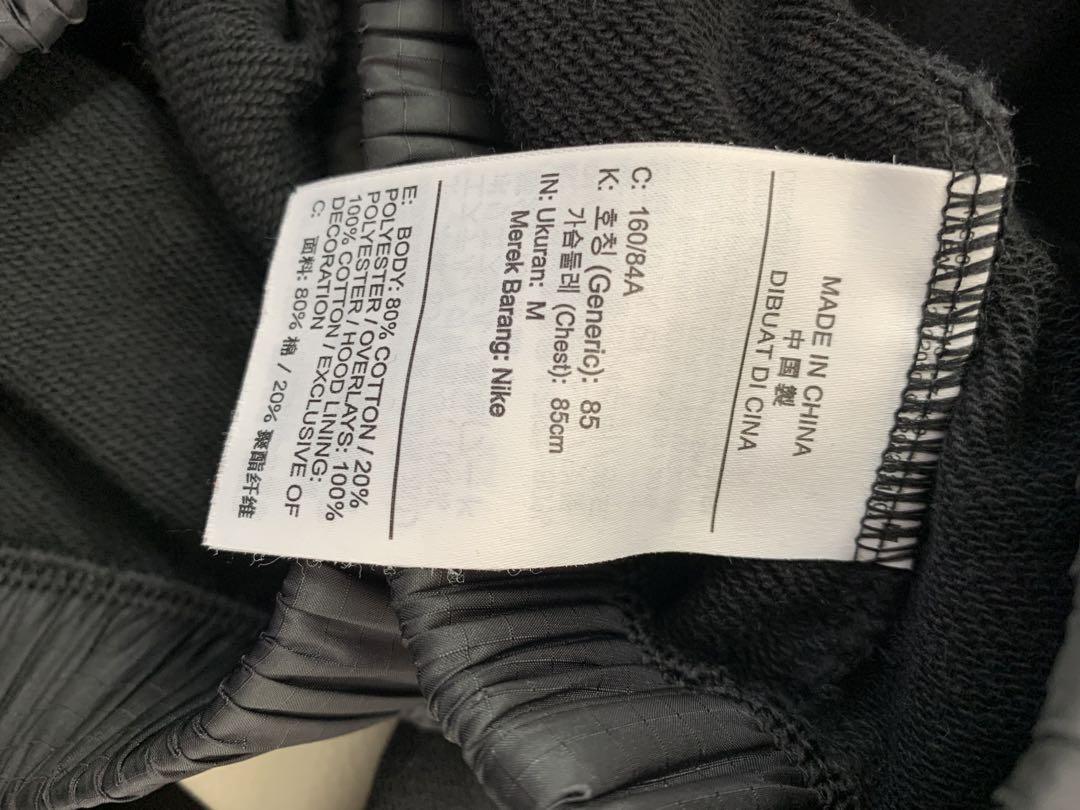 MADE IN CHINA
中国製
DIBUAT DI CINA
C: 160/84A
K: 호칭 (Generic): 85
가슴둘레 (Chest): 85cm
IN: Ukuran: M
Merek Barang: Nike
E: BODY: 80% COTTON / 20%
POLYESTER / OVERLAYS: 100%
100% COTTON / HOOD LINING:
DECORATION / EXCLUSIVE OF
C: 面料: 80% 棉 / 20% 聚酯纤维